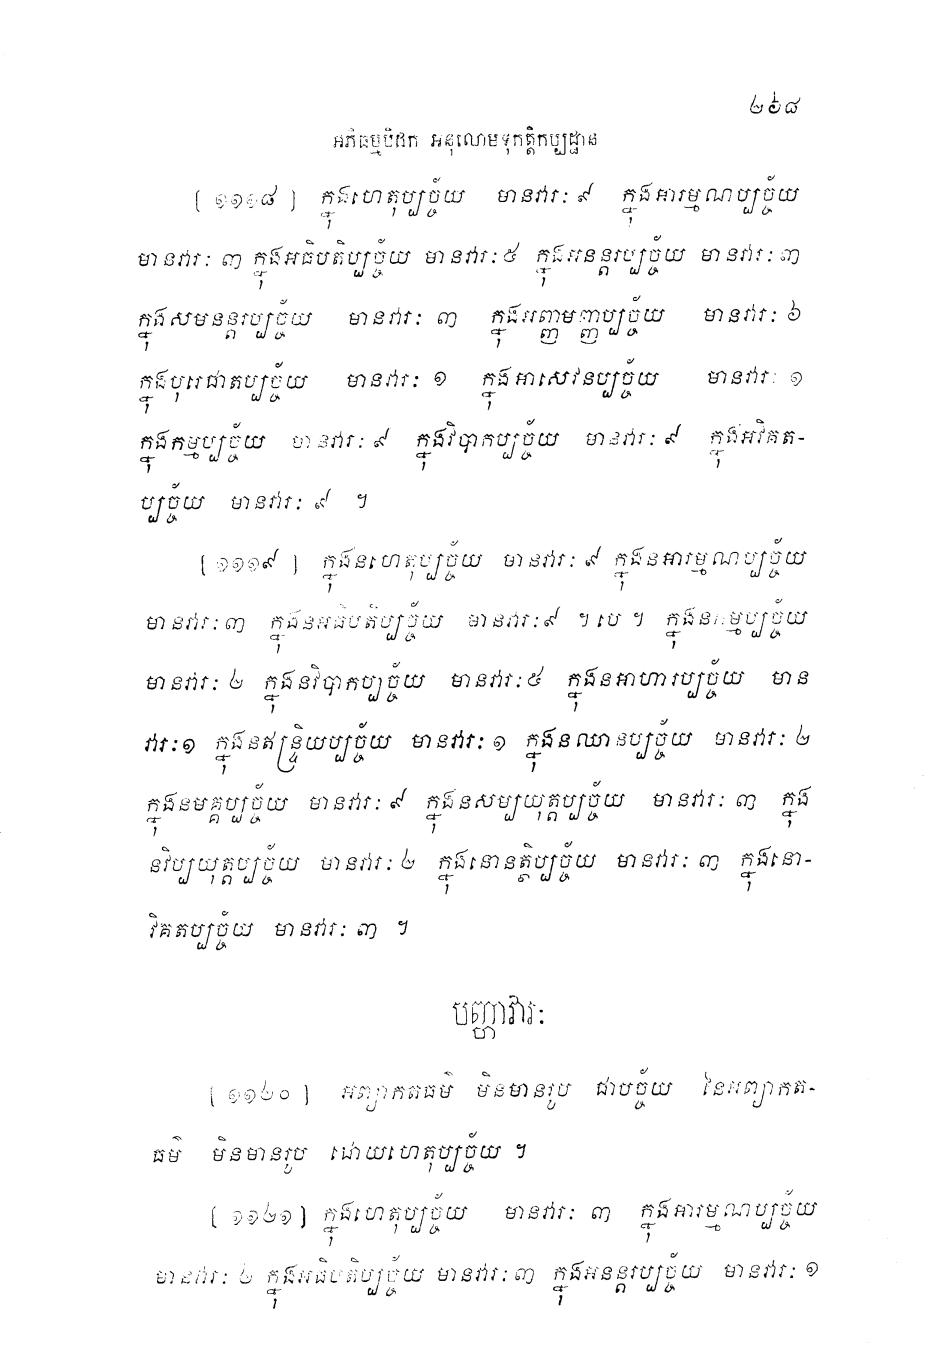 ២៦៨
អភិធម្មបិដក អនុលោមទុកត្តិកប្បដ្ឋាន
[ ១១១៨ ] ក្នុងហេតុប្បច្ច័យ មានវារៈ ៩ ក្នុងអារម្មណប្បច្ច័យ
មានវារៈ ៣ ក្នុងអធិបតិប្បច្ច័យ មានវារៈ ៥ ក្នុងអនន្តរប្បច្ច័យ មានវារៈ ៣
ក្នុងសមនន្តរប្បច្ច័យ មានវារៈ ៣ ក្នុងអញ្ញមញ្ញប្បច្ច័យ មានវារៈ ៦
ក្នុងបុរេជាតប្បច្ច័យ មានវារៈ ១ ក្នុងអាសេវនប្បច្ច័យ មានវារៈ ១
ក្នុងកម្មប្បច្ច័យ មានវារៈ ៩ ក្នុងវិបាកប្បច្ច័យ មានវារៈ ៩ ក្នុងអវិគត-
ប្បច្ច័យ មានវារៈ ៩ ។
[ ១១១៩ ] ក្នុងនហេតុប្បច្ច័យ មានវារៈ ៩ ក្នុងនអារម្មណប្បច្ច័យ
មានវារៈ ៣ ក្នុងនអធិបតិប្បច្ច័យ មានវារៈ ៩ ។ បេ ។ ក្នុងនកម្មប្បច្ច័យ
មានវារៈ ២ ក្នុងនវិបាកប្បច្ច័យ មានវារៈ ៥ ក្នុងនអាហារប្បច្ច័យ មាន
វារៈ ១ ក្នុងនឥន្ទ្រិយប្បច្ច័យ មានវារៈ ១ ក្នុងនឈានប្បច្ច័យ មានវារៈ ២
ក្នុងនមគ្គប្បច្ច័យ មានវារៈ ៩ ក្នុងនសម្បយុត្តប្បច្ច័យ មានវារៈ ៣ ក្នុង
នវិប្បយុត្តប្បច្ច័យ មានវារៈ ២ ក្នុងនោនត្ថិប្បច្ច័យ មានវារៈ ៣ ក្នុងនោ-
វិគតប្បច្ច័យ មានវារៈ ៣ ។
បញ្ហាវារៈ
[ ១១២០ ] អព្យាកតធម៌ មិនមានរូប ជាបច្ច័យ នៃអព្យាកត-
ធម៌ មិនមានរូប ដោយហេតុប្បច្ច័យ ។
[ ១១២១ ] ក្នុងហេតុប្បច្ច័យ មានវារៈ ៣ ក្នុងអារម្មណប្បច្ច័យ
មានវារៈ ២ ក្នុងអធិបតិប្បច្ច័យ មានវារៈ ៣ ក្នុងអនន្តរប្បច្ច័យ មានវារៈ ១